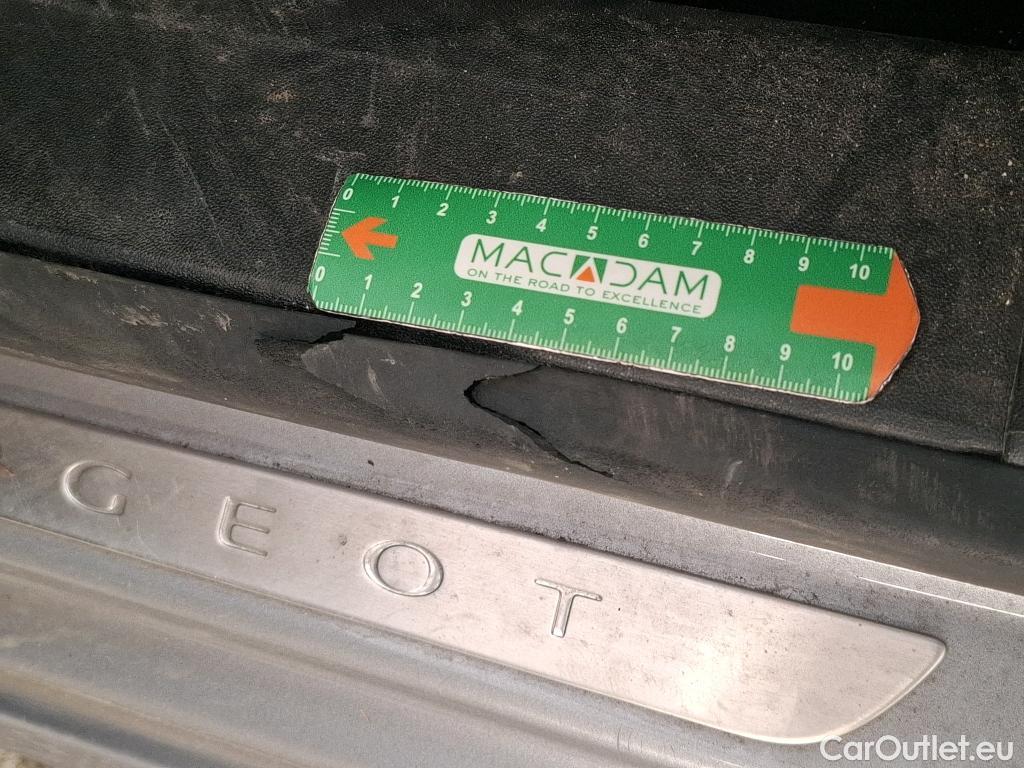 0 1 2 3 4 5 6 7 8 9 10
MACADAM
ON THE ROAD TO EXCELLENCE
0 1 2 3 4 5 6 7 8 9 10
GEOT
CarOutlet.eu